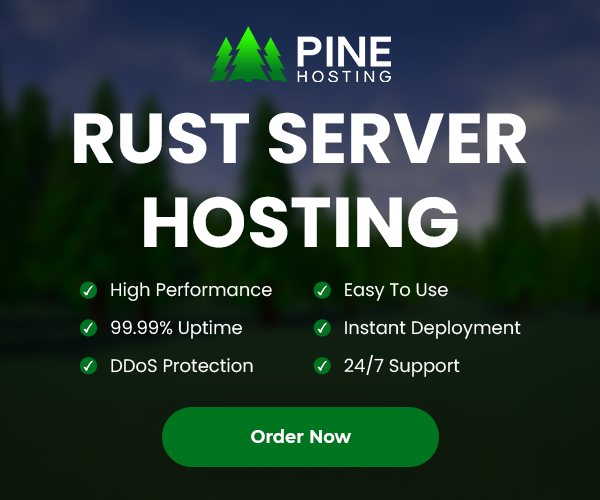 PINE
HOSTING
RUST SERVER
HOSTING
High Performance
Easy To Use
99.99% Uptime
Instant Deployment
DDoS Protection
24/7 Support
Order Now